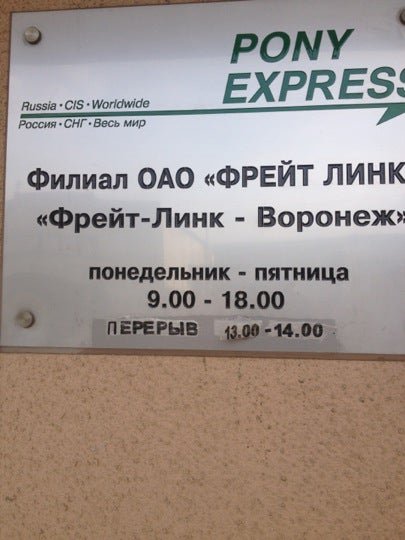 PONY
EXPRESS
Russia • CIS • Worldwide
Россия • СНГ • Весь мир
Филиал ОАО «ФРЕЙТ ЛИНК
«Фрейт-Линк - Воронеж»
понедельник - пятница
9.00 - 18.00
ПЕРЕРЫВ 13.00-14.00